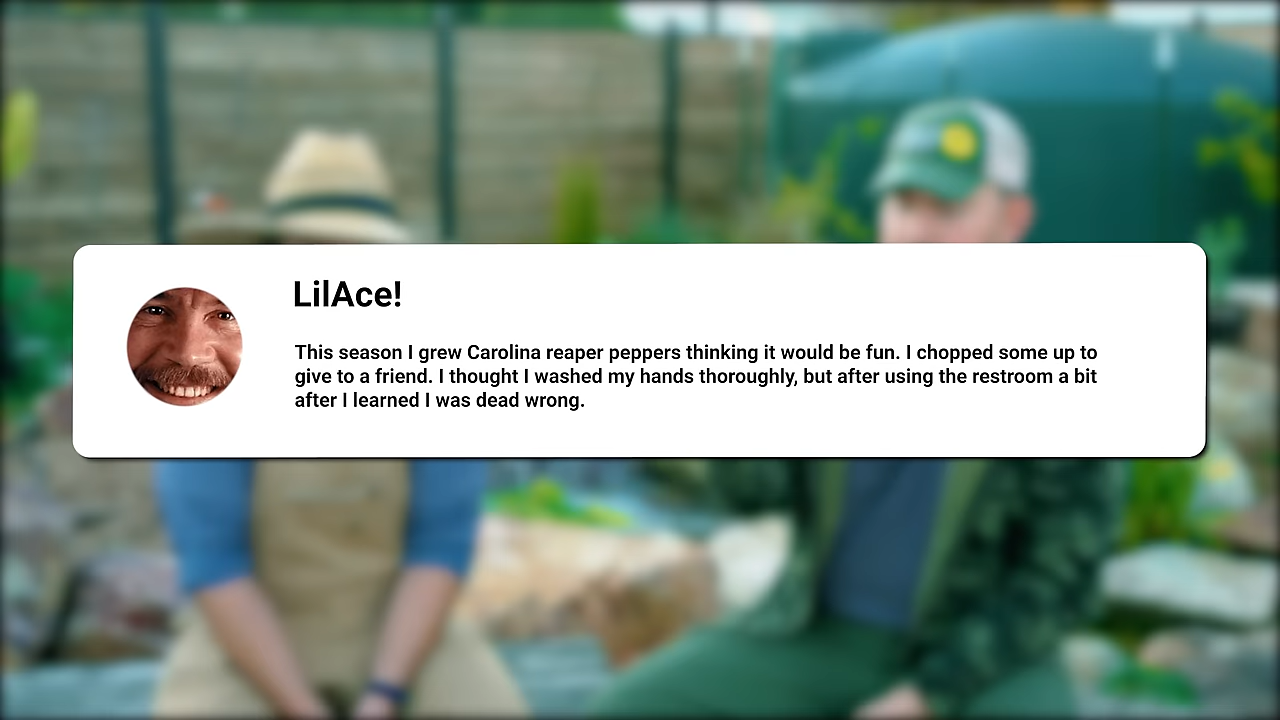 LilAce!
This season I grew Carolina reaper peppers thinking it would be fun. I chopped some up to
give to a friend. I thought I washed my hands thoroughly, but after using the restroom a bit
after I learned I was dead wrong.